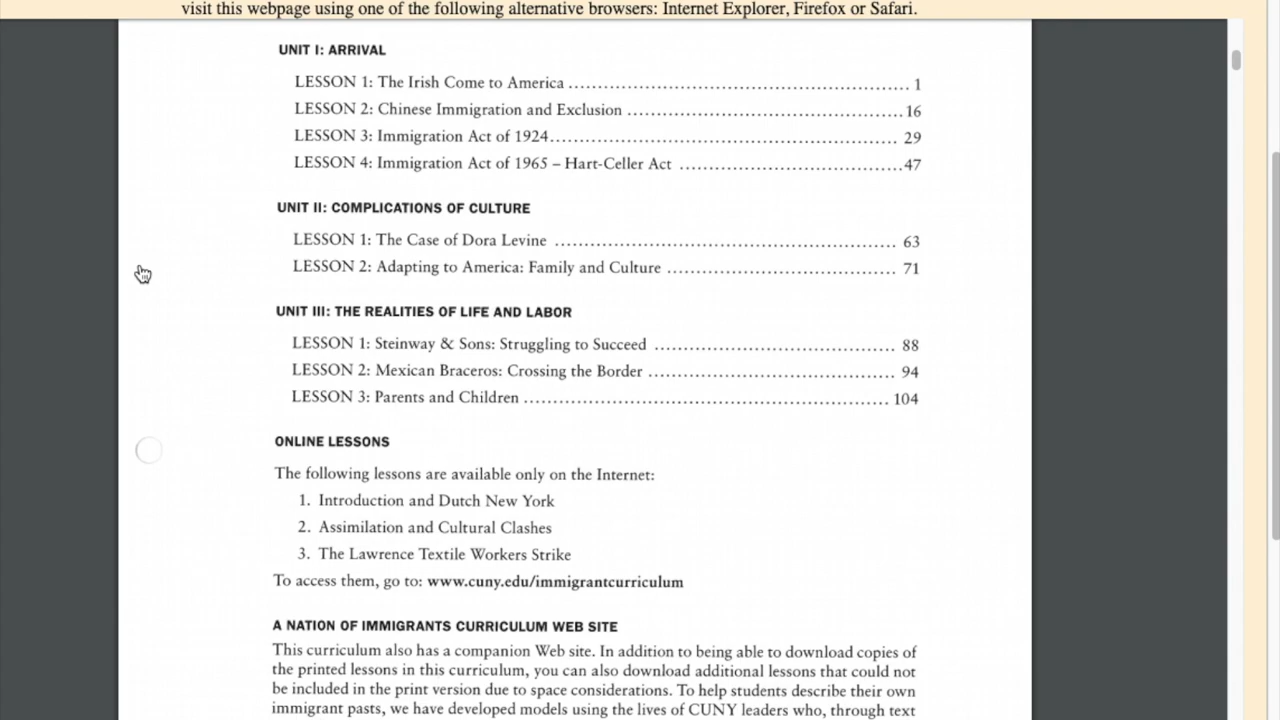 visit this webpage using one of the following alternative browsers: Internet Explorer, Firefox or Safari.
UNIT I: ARRIVAL
LESSON 1: The Irish Come to America ........................................................................ 1
LESSON 2: Chinese Immigration and Exclusion ........................................................ 16
LESSON 3: Immigration Act of 1924........................................................................ 29
LESSON 4: Immigration Act of 1965 – Hart-Celler Act .............................................47
UNIT II: COMPLICATIONS OF CULTURE
LESSON 1: The Case of Dora Levine ..................................................................... 63
LESSON 2: Adapting to America: Family and Culture .............................................. 71
UNIT III: THE REALITIES OF LIFE AND LABOR
LESSON 1: Steinway & Sons: Struggling to Succeed ................................................ 88
LESSON 2: Mexican Braceros: Crossing the Border ................................................. 94
LESSON 3: Parents and Children ......................................................................... 104
ONLINE LESSONS
The following lessons are available only on the Internet:
1. Introduction and Dutch New York
2. Assimilation and Cultural Clashes
3. The Lawrence Textile Workers Strike
To access them, go to: www.cuny.edu/immigrantcurriculum
A NATION OF IMMIGRANTS CURRICULUM WEB SITE
This curriculum also has a companion Web site. In addition to being able to download copies of
the printed lessons in this curriculum, you can also download additional lessons that could not
be included in the print version due to space considerations. To help students describe their own
immigrant pasts, we have developed models using the lives of CUNY leaders who, through text